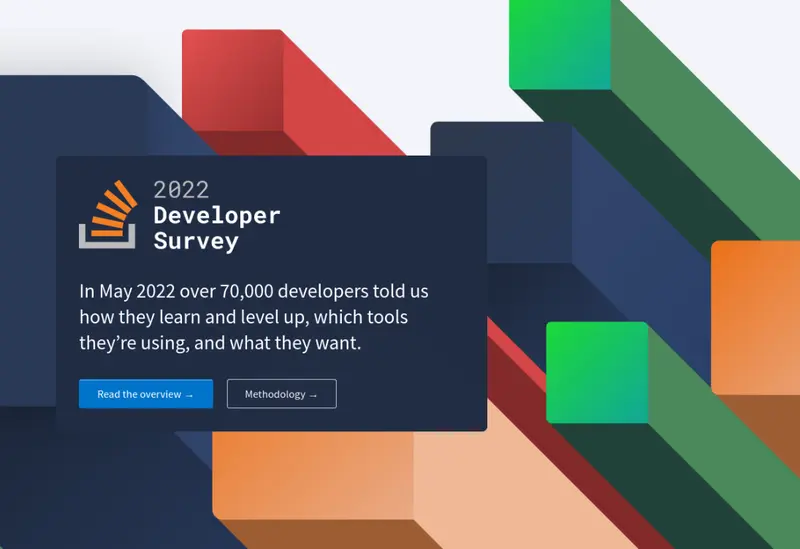 2022
Developer
Survey
In May 2022 over 70,000 developers told us
how they learn and level up, which tools
they’re using, and what they want.
Read the overview →
Methodology →